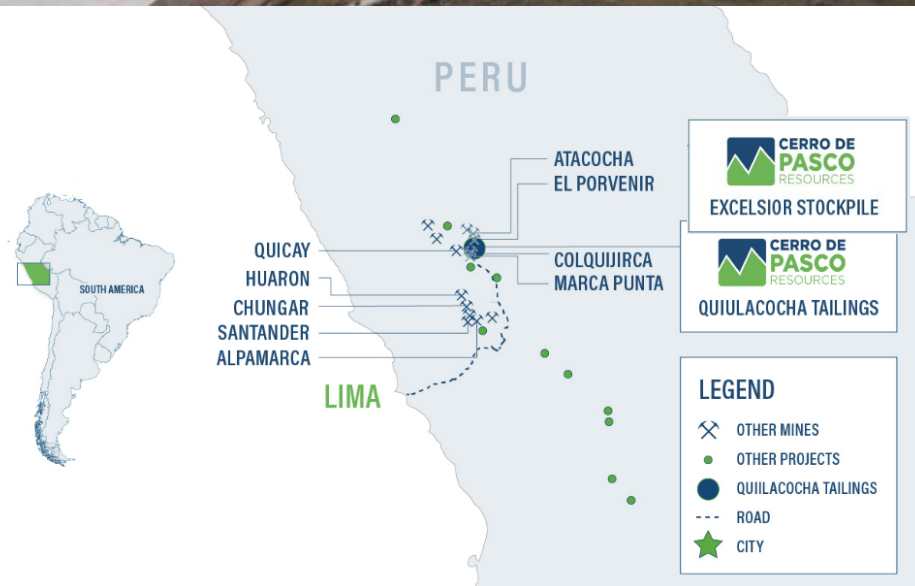 PERU
ATACOCHA
EL PORVENIR
CERRO DE
PASCO
RESOURCES
EXCELSIOR STOCKPILE
QUICAY
HUARON
CHUNGAR
SANTANDER
ALPAMARCA
COLQUIJIRCA
MARCA PUNTA
CERRO DE
PASCO
RESOURCES
QUIULACOCHA TAILINGS
SOUTH AMERICA
LIMA
LEGEND
OTHER MINES
OTHER PROJECTS
QUIILACOCHA TAILINGS
ROAD
CITY